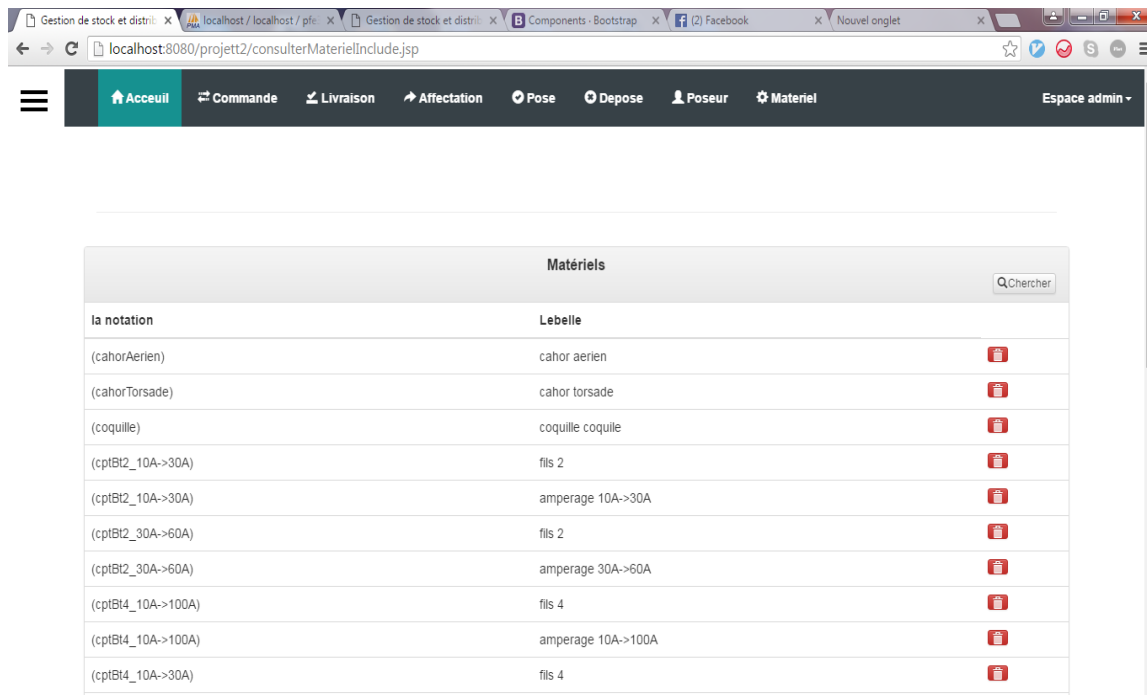 Gestion de stock et distrib
localhost / localhost / pfe
Gestion de stock et distrib
Components - Bootstrap
(2) Facebook
Nouvel onglet
localhost:8080/projett2/consulterMaterielInclude.jsp
Acceuil Commande Livraison Affectation Pose Depose Poseur Materiel Espace admin
Matériels
Chercher
la notation Lebelle
(cahorAerien) cahor aerien
(cahorTorsade) cahor torsade
(coquille) coquille coquile
(cptBt2_10A->30A) fils 2
(cptBt2_10A->30A) amperage 10A->30A
(cptBt2_30A->60A) fils 2
(cptBt2_30A->60A) amperage 30A->60A
(cptBt4_10A->100A) fils 4
(cptBt4_10A->100A) amperage 10A->100A
(cptBt4_10A->30A) fils 4